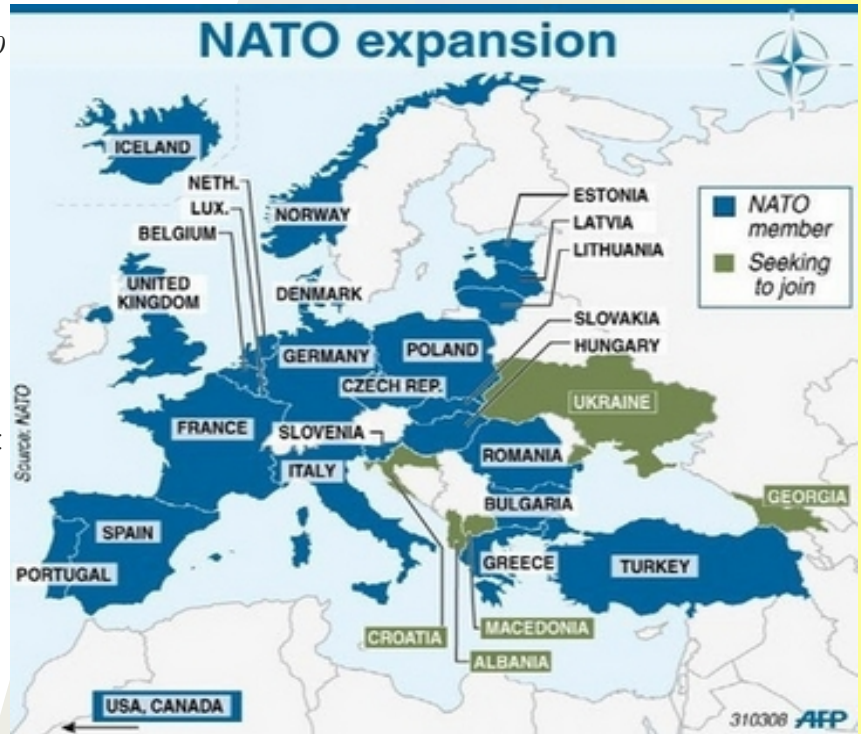 NATO expansion
ICELAND
NETH.
LUX.
BELGIUM
NORWAY
ESTONIA
LATVIA
LITHUANIA
NATO
member
Seeking
to join
UNITED
KINGDOM
DENMARK
SLOVAKIA
HUNGARY
GERMANY
POLAND
CZECH REP.
UKRAINE
FRANCE
SLOVENIA
ITALY
ROMANIA
BULGARIA
GEORGIA
SPAIN
PORTUGAL
GREECE
TURKEY
CROATIA
MACEDONIA
ALBANIA
USA, CANADA
Source: NATO
310308 AFP